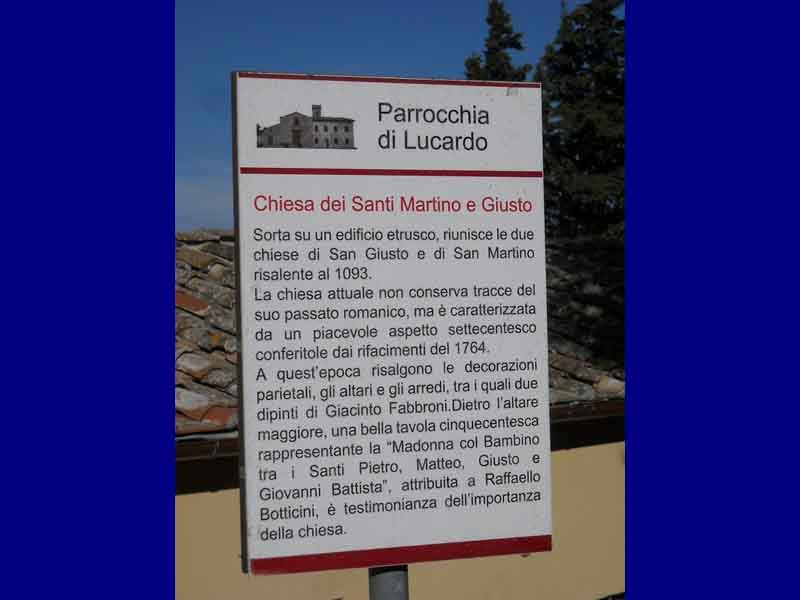 Parrocchia
di Lucardo
Chiesa dei Santi Martino e Giusto
Sorta su un edificio etrusco, riunisce le due
chiese di San Giusto e di San Martino
risalente al 1093.
La chiesa attuale non conserva tracce del
suo passato romanico, ma è caratterizzata
da un piacevole aspetto settecentesco
conferitole dai rifacimenti del 1764.
A quest'epoca risalgono le decorazioni
parietali, gli altari e gli arredi, tra i quali due
dipinti di Giacinto Fabbroni.Dietro l'altare
maggiore, una bella tavola cinquecentesca
rappresentante la "Madonna col Bambino
tra i Santi Pietro, Matteo, Giusto e
Giovanni Battista", attribuita a Raffaello
Botticini, è testimonianza dell'importanza
della chiesa.